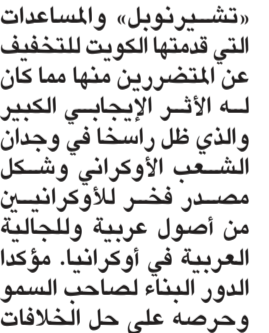 «تشيرنوبل» والمساعدات
التي قدمتها الكويت للتخفيف
عن المتضررين منها مما كان
له الأثر الإيجابي الكبير
والذي ظل راسخا في وجدان
الشعب الأوكراني وشكل
مصدر فخر للأوكرانيين
من أصول عربية وللجالية
العربية في أوكرانيا. مؤكدا
الدور البناء لصاحب السمو
وحرصه على حل الخلافات